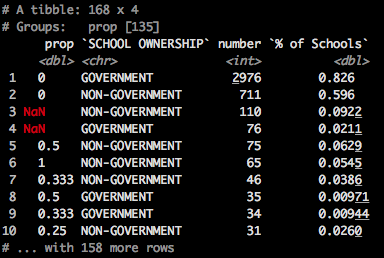 # A tibble: 168 x 4
# Groups:   prop [135]
    prop `SCHOOL OWNERSHIP` number `% of Schools`
   <dbl> <chr>               <int>          <dbl>
 1 0     GOVERNMENT           2976        0.826
 2 0     NON-GOVERNMENT        711        0.596
 3 NaN   NON-GOVERNMENT        110        0.0922
 4 NaN   GOVERNMENT             76        0.0211
 5 0.5   NON-GOVERNMENT         75        0.0629
 6 1     NON-GOVERNMENT         65        0.0545
 7 0.333 NON-GOVERNMENT         46        0.0386
 8 0.5   GOVERNMENT             35        0.00971
 9 0.333 GOVERNMENT             34        0.00944
10 0.25  NON-GOVERNMENT         31        0.0260
# ... with 158 more rows